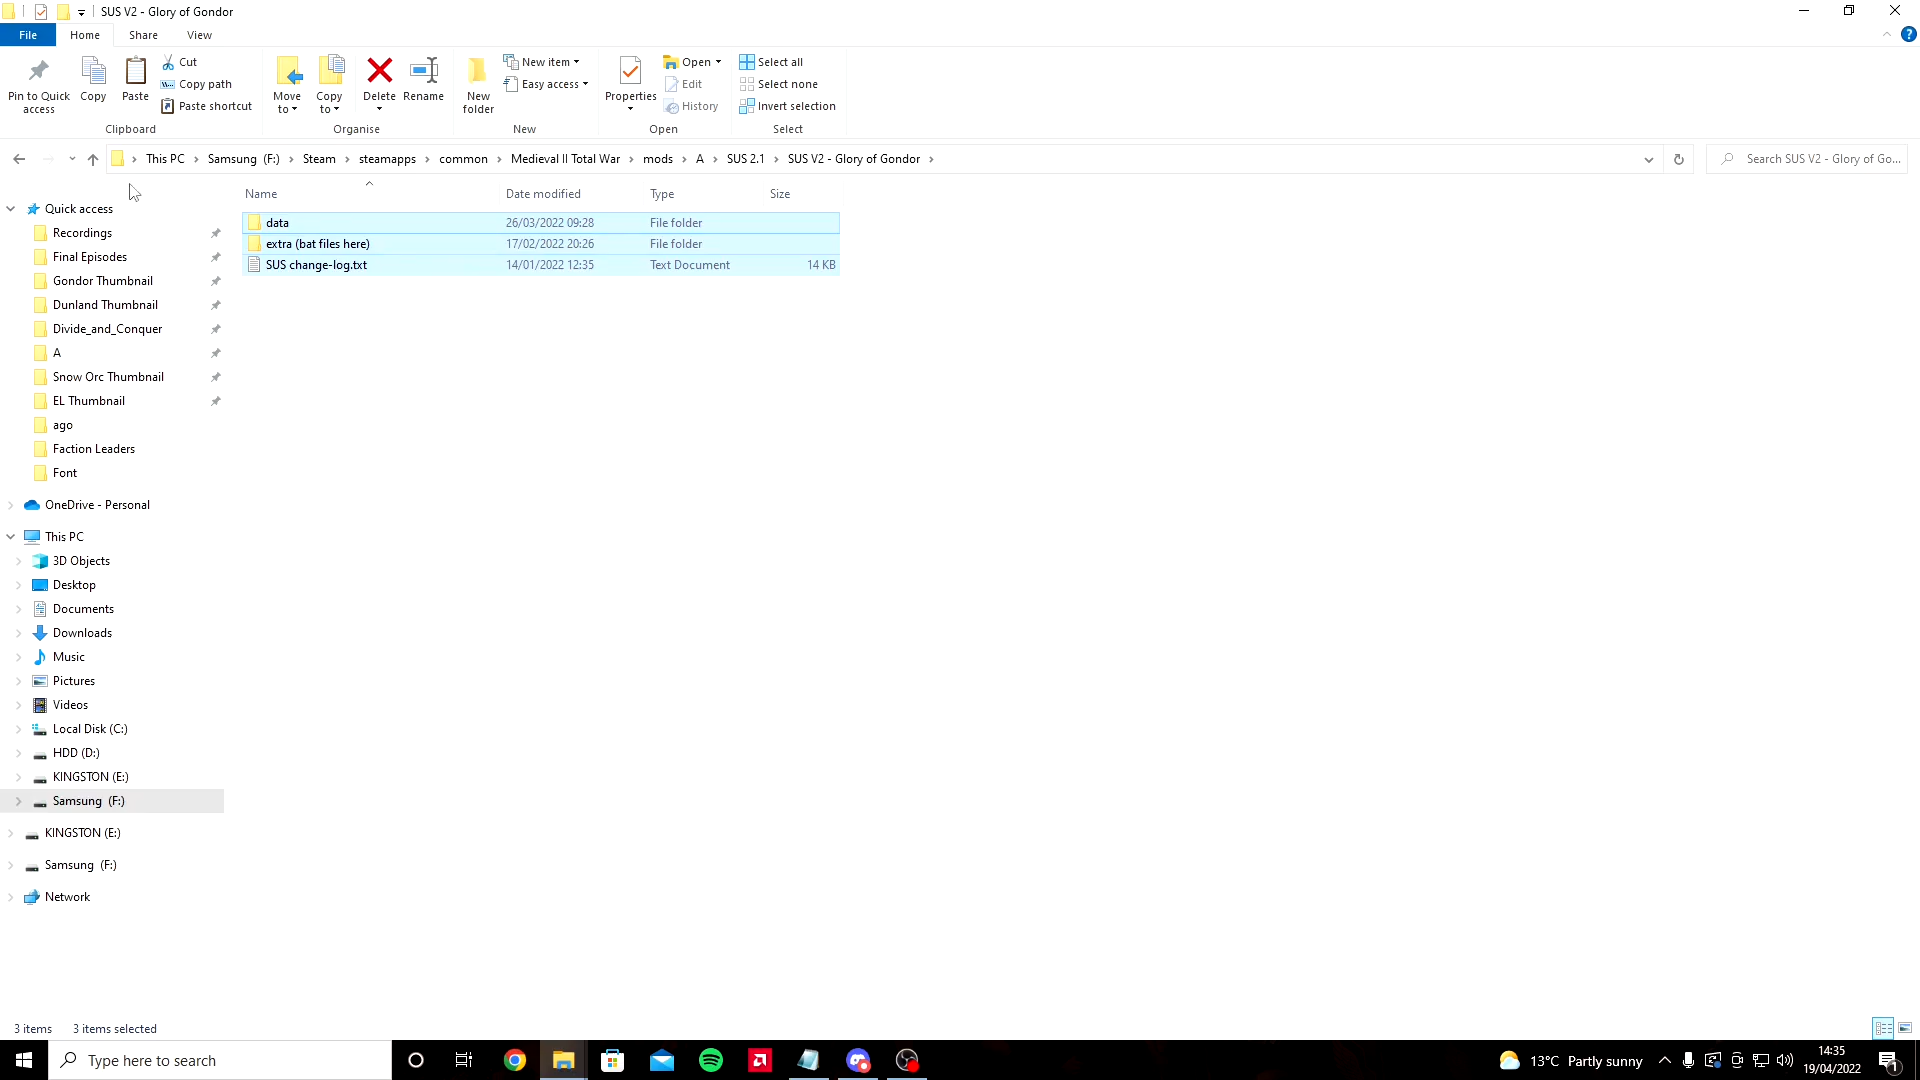 SUS V2 - Glory of Gondor
File Home Share View
Pin to Quick access
Copy
Paste
Cut
Copy path
Paste shortcut
Clipboard
Move to
Copy to
Delete
Rename
Organise
New folder
New item
Easy access
New
Properties
Open
Edit
History
Open
Select all
Select none
Invert selection
Select
This PC Samsung (F:) Steam steamapps common Medieval II Total War mods A SUS 2.1 SUS V2 - Glory of Gondor
Search SUS V2 - Glory of Go...
Name Date modified Type Size
data 26/03/2022 09:28 File folder
extra (bat files here) 17/02/2022 20:26 File folder
SUS change-log.txt 14/01/2022 12:35 Text Document 14 KB
Quick access
Recordings
Final Episodes
Gondor Thumbnail
Dunland Thumbnail
Divide_and_Conquer
A
Snow Orc Thumbnail
EL Thumbnail
ago
Faction Leaders
Font
OneDrive - Personal
This PC
3D Objects
Desktop
Documents
Downloads
Music
Pictures
Videos
Local Disk (C:)
HDD (D:)
KINGSTON (E:)
Samsung (F:)
KINGSTON (E:)
Samsung (F:)
Network
3 items 3 items selected
Type here to search
13°C Partly sunny
14:35
19/04/2022
1